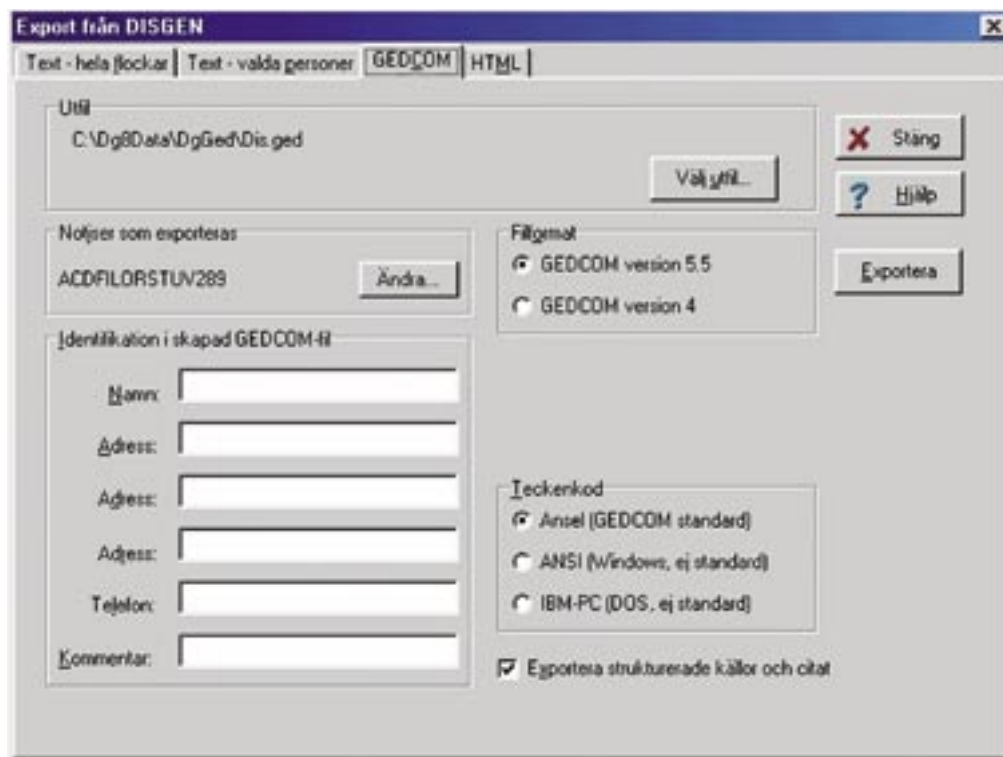 Export från DISGEN
Text - hela flockar Text - valda personer GEDCOM HTML
Utfil
C:\Dg8Data\DgGed\Dis.ged
Välj utfil...
Stäng
Hjälp
Exportera
Notiser som exporteras
ACDFILORSTUV289
Ändra...
Filformat
GEDCOM version 5.5
GEDCOM version 4
Identifikation i skapad GEDCOM-fil
Namn:
Adress:
Adress:
Adress:
Telefon:
Kommentar:
Teckenkod
Ansel (GEDCOM standard)
ANSI (Windows, ej standard)
IBM-PC (DOS, ej standard)
Exportera strukturerade källor och citat